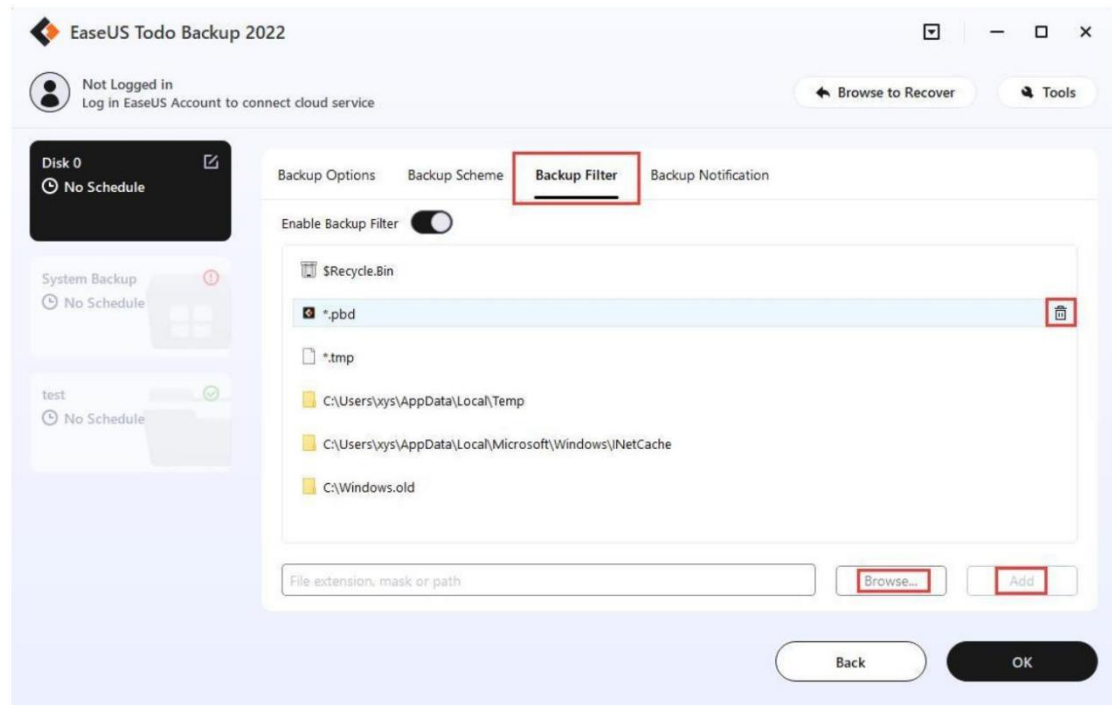 EaseUS Todo Backup 2022
Not Logged in
Log in EaseUS Account to connect cloud service
Browse to Recover
Tools
Disk 0
No Schedule
System Backup
No Schedule
test
No Schedule
Backup Options
Backup Scheme
Backup Filter
Backup Notification
Enable Backup Filter
$Recycle.Bin
*.pbd
*.tmp
C:\Users\xys\AppData\Local\Temp
C:\Users\xys\AppData\Local\Microsoft\Windows\INetCache
C:\Windows.old
File extension, mask or path
Browse...
Add
Back
OK